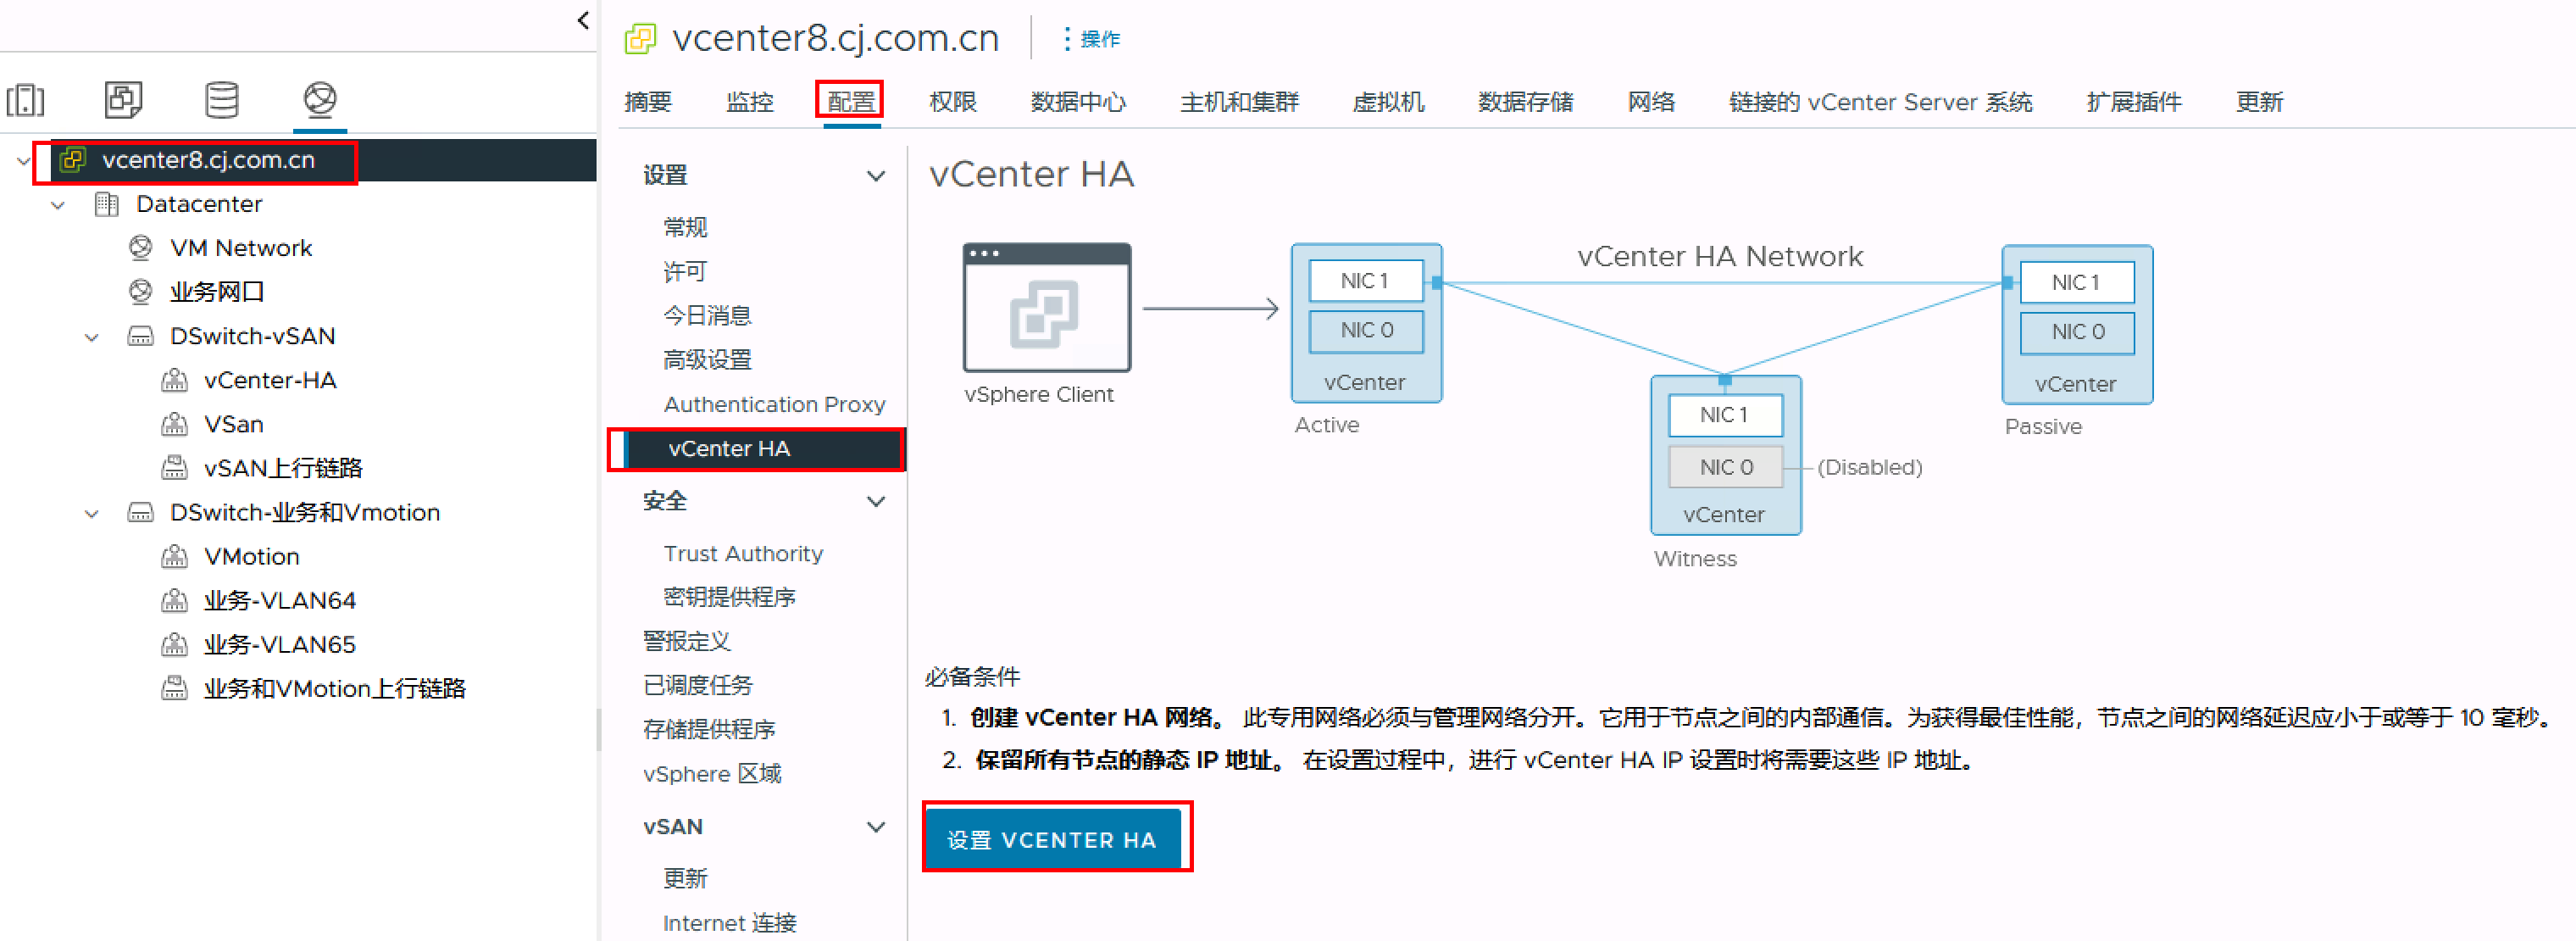 vcenter8.cj.com.cn
Datacenter
VM Network
业务网口
DSwitch-vSAN
vCenter-HA
VSan
vSAN上行链路
DSwitch-业务和Vmotion
VMotion
业务-VLAN64
业务-VLAN65
业务和VMotion上行链路
vcenter8.cj.com.cn
操作
摘要 监控 配置 权限 数据中心 主机和集群 虚拟机 数据存储 网络 链接的 vCenter Server 系统 扩展插件 更新
设置
常规
许可
今日消息
高级设置
Authentication Proxy
vCenter HA
安全
Trust Authority
密钥提供程序
警报定义
已调度任务
存储提供程序
vSphere 区域
vSAN
更新
Internet 连接
vCenter HA
vSphere Client
NIC 1
NIC 0
vCenter
Active
vCenter HA Network
NIC 1
NIC 0
vCenter
Passive
NIC 1
NIC 0
(Disabled)
vCenter
Witness
必备条件
1. 创建 vCenter HA 网络。 此专用网络必须与管理网络分开。它用于节点之间的内部通信。为获得最佳性能，节点之间的网络延迟应小于或等于 10 毫秒。
2. 保留所有节点的静态 IP 地址。 在设置过程中，进行 vCenter HA IP 设置时将需要这些 IP 地址。
设置 VCENTER HA